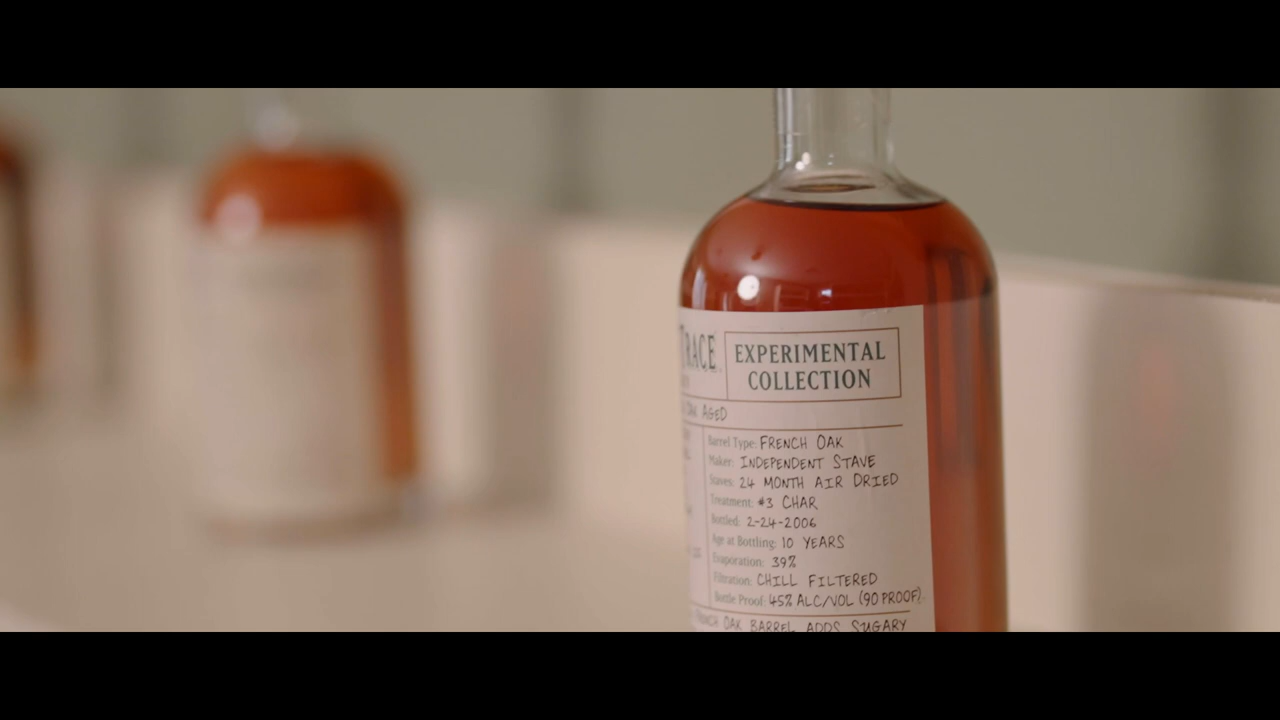 TRACE
EXPERIMENTAL
COLLECTION
OAK AGED
Barrel Type: FRENCH OAK
Maker: INDEPENDENT STAVE
Staves: 24 MONTH AIR DRIED
Treatment: #3 CHAR
Bottled: 2-24-2006
Age at Bottling: 10 YEARS
Evaporation: 39%
Filtration: CHILL FILTERED
Bottle Proof: 45% ALC/VOL (90 PROOF)
FRENCH OAK BARREL ADDS SUGARY